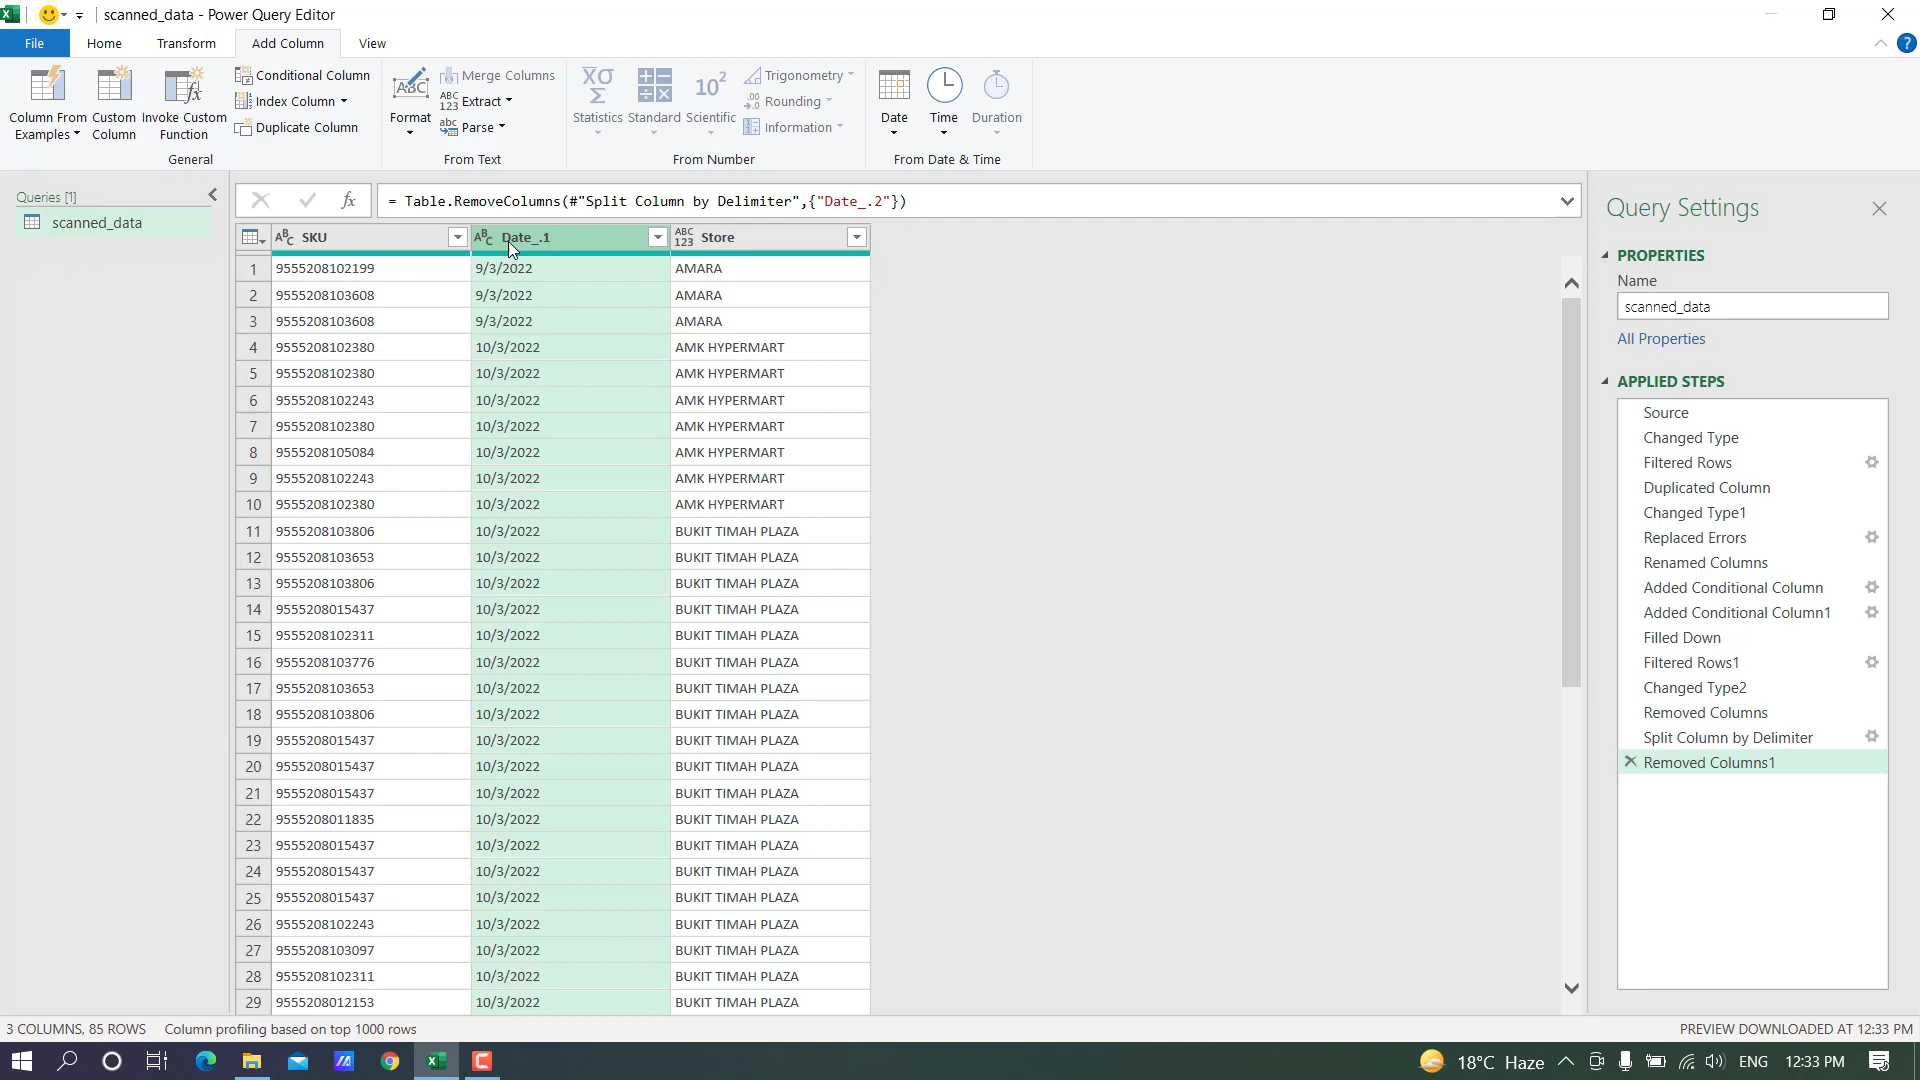 scanned_data - Power Query Editor
File Home Transform Add Column View
Column From Examples
Custom Column
Invoke Custom Function
Conditional Column
Index Column
Duplicate Column
General
Format
Merge Columns
Extract
Parse
From Text
Statistics
Standard
Scientific
Trigonometry
Rounding
Information
From Number
Date
Time
Duration
From Date & Time
Queries [1]
scanned_data
= Table.RemoveColumns(#"Split Column by Delimiter",{"Date_.2"})
SKU Date_.1 Store
1 9555208102199 9/3/2022 AMARA
2 9555208103608 9/3/2022 AMARA
3 9555208103608 9/3/2022 AMARA
4 9555208102380 10/3/2022 AMK HYPERMART
5 9555208102380 10/3/2022 AMK HYPERMART
6 9555208102243 10/3/2022 AMK HYPERMART
7 9555208102380 10/3/2022 AMK HYPERMART
8 9555208105084 10/3/2022 AMK HYPERMART
9 9555208102243 10/3/2022 AMK HYPERMART
10 9555208102380 10/3/2022 AMK HYPERMART
11 9555208103806 10/3/2022 BUKIT TIMAH PLAZA
12 9555208103653 10/3/2022 BUKIT TIMAH PLAZA
13 9555208103806 10/3/2022 BUKIT TIMAH PLAZA
14 9555208015437 10/3/2022 BUKIT TIMAH PLAZA
15 9555208102311 10/3/2022 BUKIT TIMAH PLAZA
16 9555208103776 10/3/2022 BUKIT TIMAH PLAZA
17 9555208103653 10/3/2022 BUKIT TIMAH PLAZA
18 9555208103806 10/3/2022 BUKIT TIMAH PLAZA
19 9555208015437 10/3/2022 BUKIT TIMAH PLAZA
20 9555208015437 10/3/2022 BUKIT TIMAH PLAZA
21 9555208015437 10/3/2022 BUKIT TIMAH PLAZA
22 9555208011835 10/3/2022 BUKIT TIMAH PLAZA
23 9555208015437 10/3/2022 BUKIT TIMAH PLAZA
24 9555208015437 10/3/2022 BUKIT TIMAH PLAZA
25 9555208015437 10/3/2022 BUKIT TIMAH PLAZA
26 9555208102243 10/3/2022 BUKIT TIMAH PLAZA
27 9555208103097 10/3/2022 BUKIT TIMAH PLAZA
28 9555208102311 10/3/2022 BUKIT TIMAH PLAZA
29 9555208012153 10/3/2022 BUKIT TIMAH PLAZA
Query Settings
PROPERTIES
Name
scanned_data
All Properties
APPLIED STEPS
Source
Changed Type
Filtered Rows
Duplicated Column
Changed Type1
Replaced Errors
Renamed Columns
Added Conditional Column
Added Conditional Column1
Filled Down
Filtered Rows1
Changed Type2
Removed Columns
Split Column by Delimiter
Removed Columns1
3 COLUMNS, 85 ROWS Column profiling based on top 1000 rows
PREVIEW DOWNLOADED AT 12:33 PM
18°C Haze ENG 12:33 PM